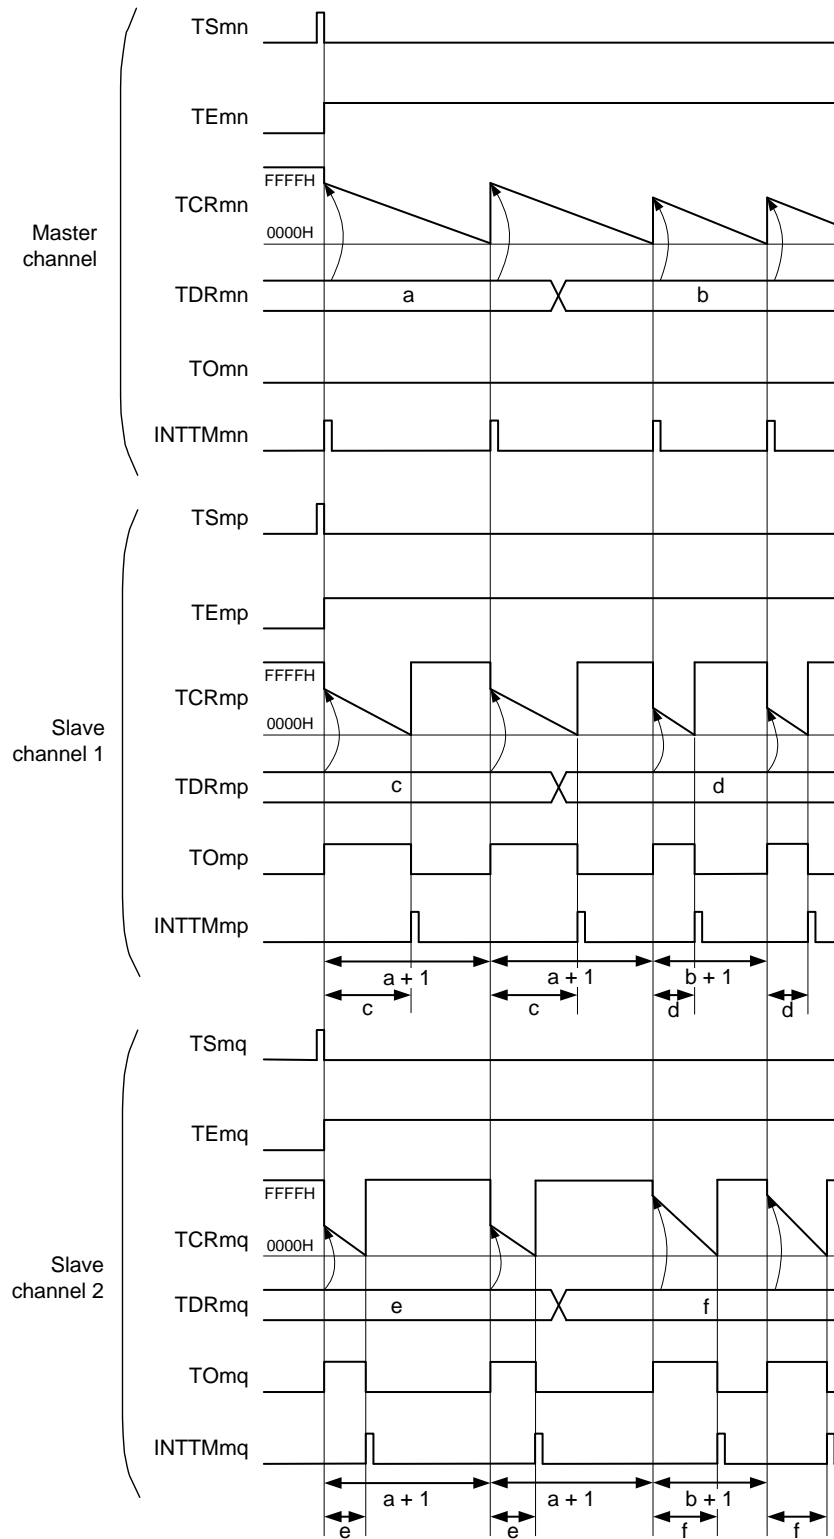 TSmn
TEmn
FFFFH
TCRmn
0000H
Master
channel
TDRmn
a
b
TOmn
INTTMmn
TSmp
TEmp
FFFFH
TCRmp
0000H
Slave
channel 1
TDRmp
c
d
TOmp
INTTMmp
a + 1
a + 1
b + 1
c
c
d
d
TSmq
TEmq
FFFFH
TCRmq
0000H
Slave
channel 2
TDRmq
e
f
TOmq
INTTMmq
a + 1
a + 1
b + 1
e
e
f
f